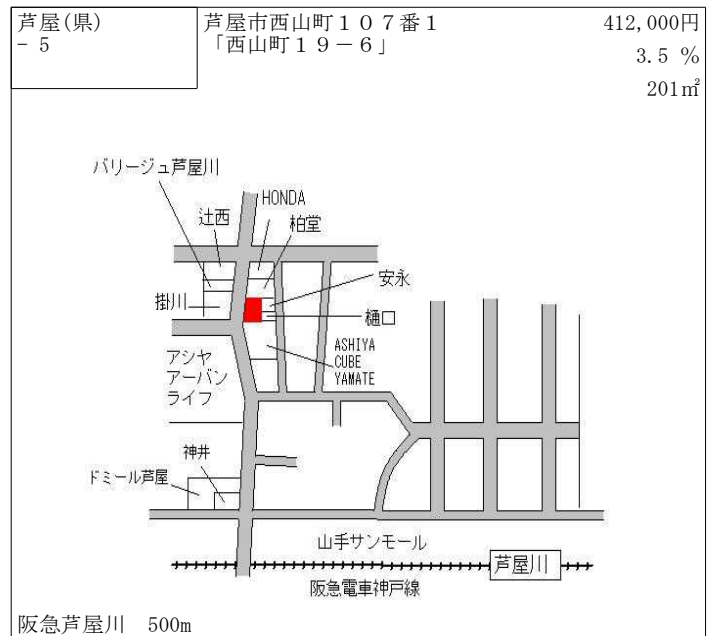 芦屋(県)
- 5
芦屋市西山町１０７番１
「西山町１９－６」
412,000円
3.5 %
201㎡
バリージュ芦屋川
HONDA
辻西
柏堂
安永
掛川
樋口
ASHIYA
CUBE
YAMATE
アシヤ
アーバン
ライフ
神井
ドミール芦屋
山手サンモール
芦屋川
阪急電車神戸線
阪急芦屋川　500m